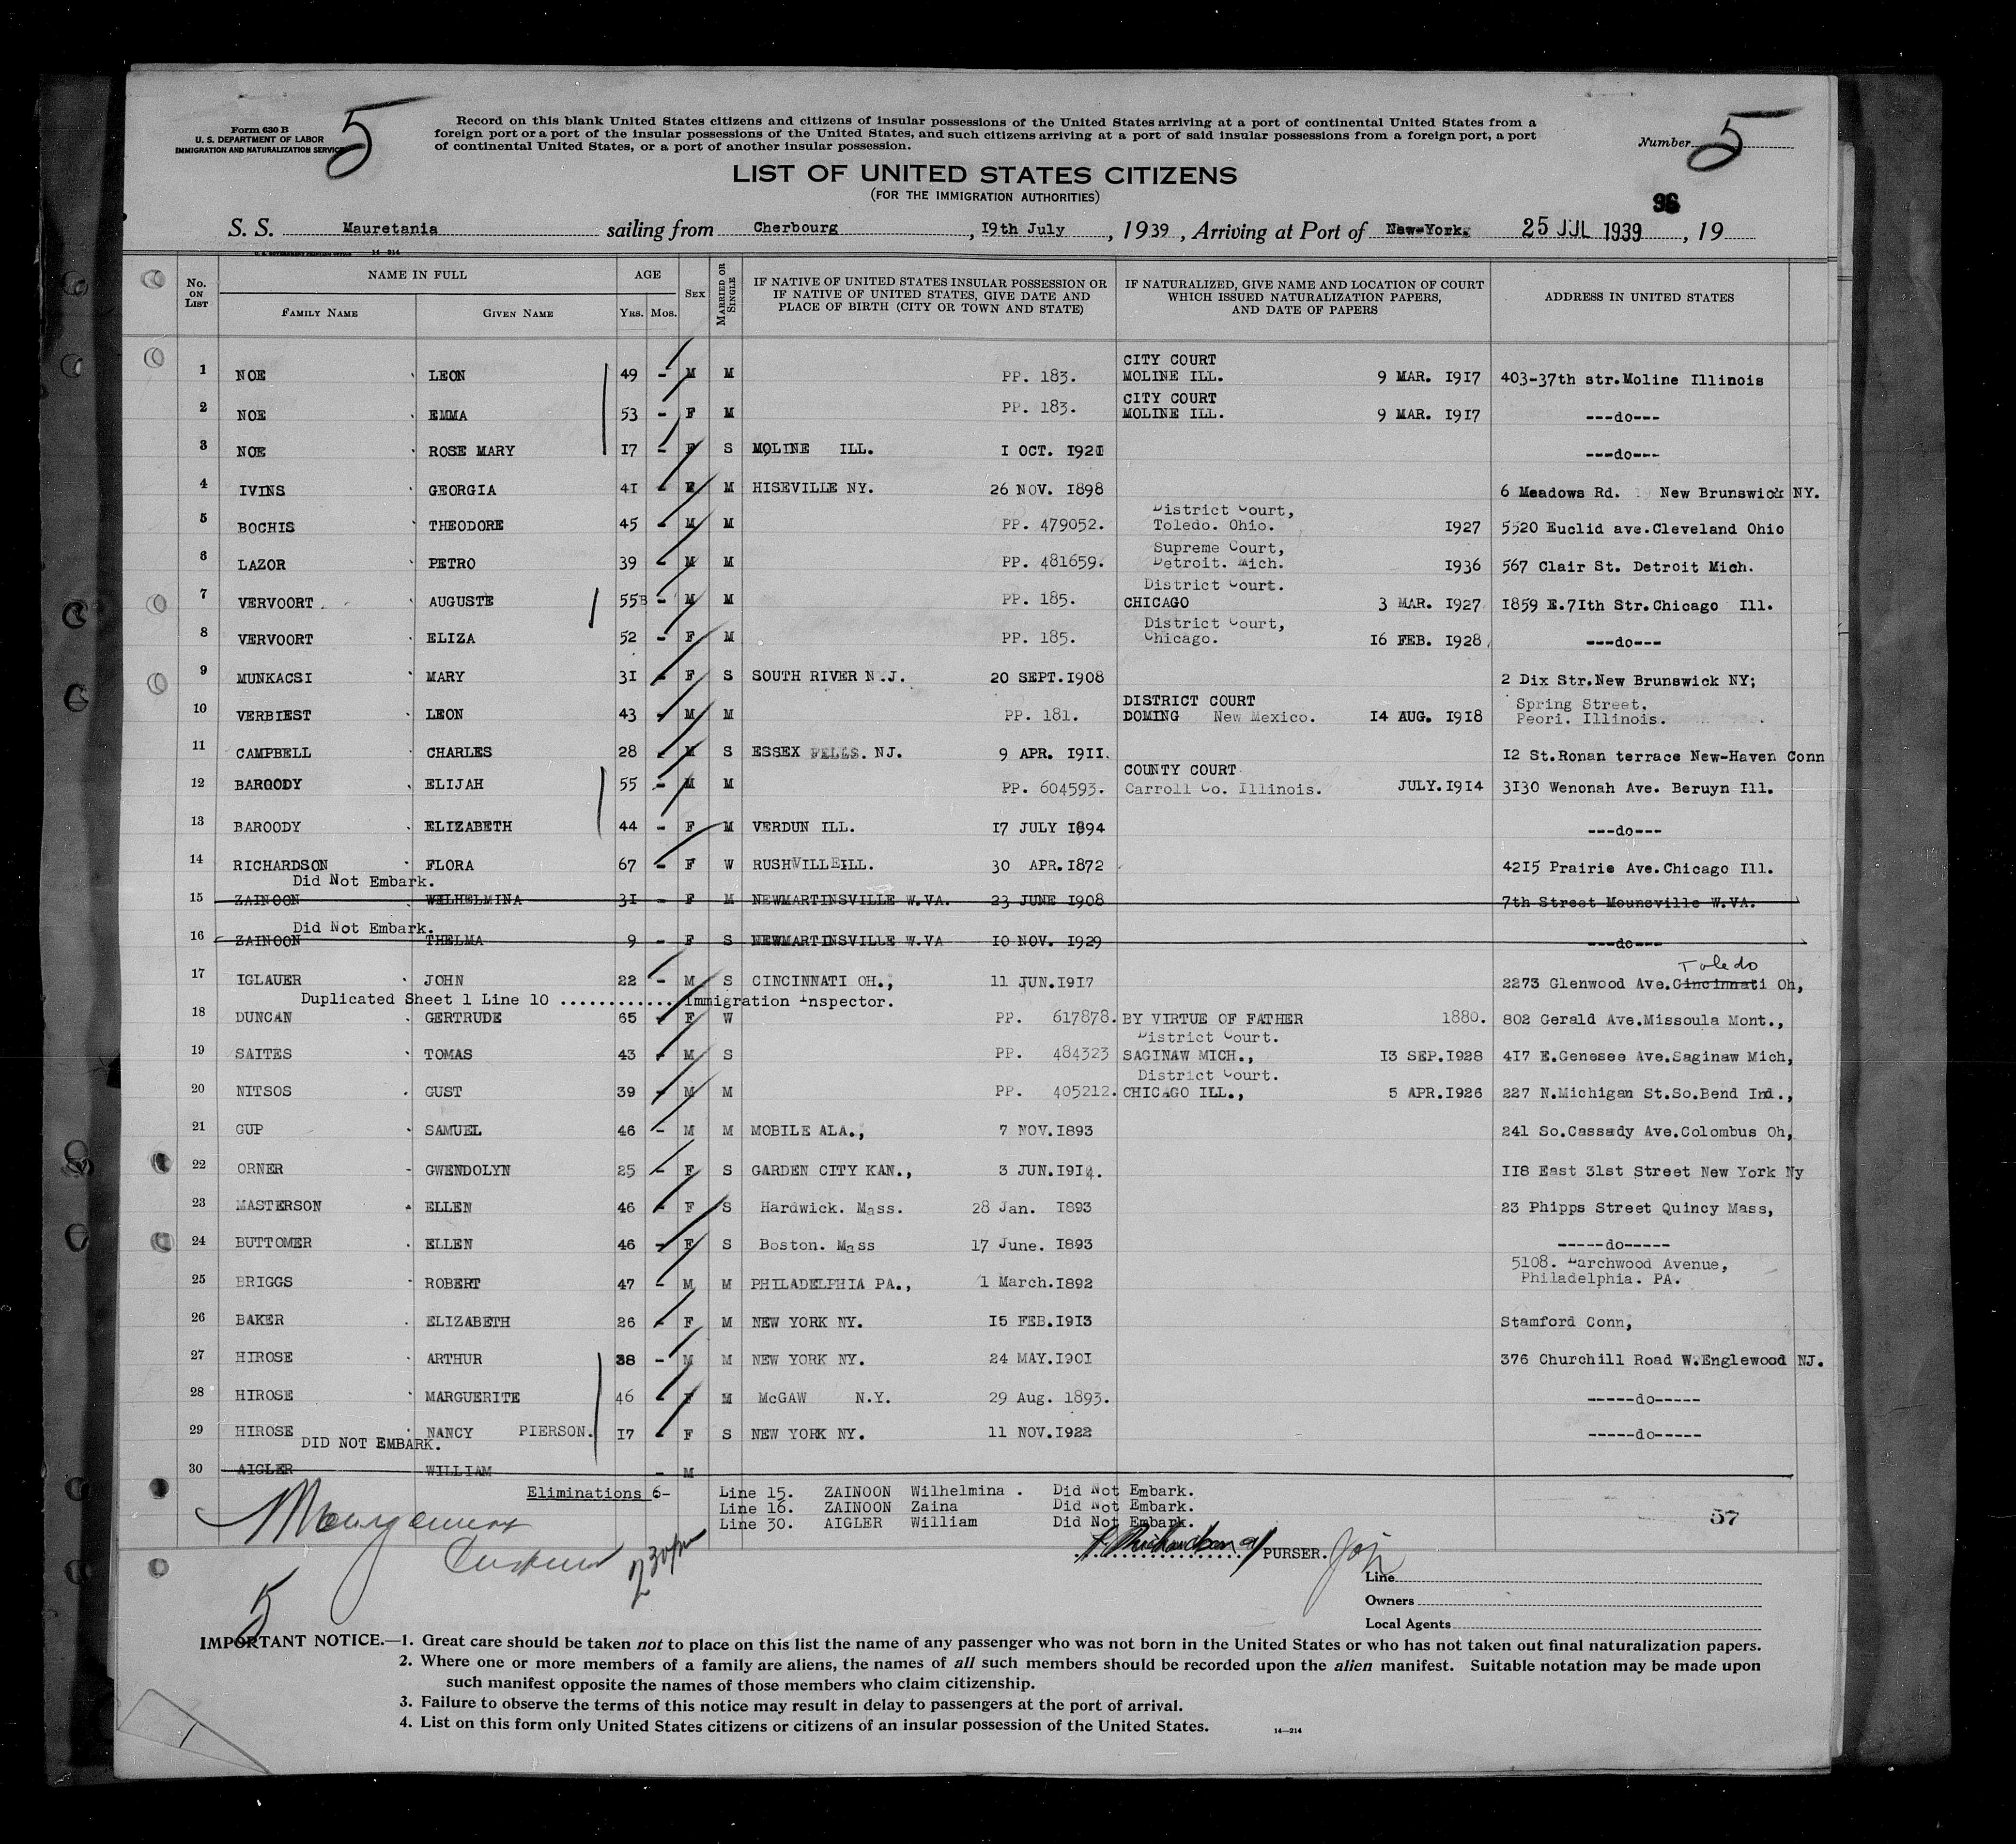 Form 630 B
U. S. DEPARTMENT OF LABOR
IMMIGRATION AND NATURALIZATION SERVICE
5
Record on this blank United States citizens and citizens of insular possessions of the United States arriving at a port of continental United States from a
foreign port or a port of the insular possessions of the United States, and such citizens arriving at a port of said insular possessions from a foreign port, a port
of continental United States, or a port of another insular possession.
Number 5
LIST OF UNITED STATES CITIZENS
(FOR THE IMMIGRATION AUTHORITIES)
96
S. S. Mauretania sailing from Cherbourg, 19th July, 1939, Arriving at Port of New-York. 25 JUL 1939, 19
14-214
No. ON LIST NAME IN FULL AGE SEX MARRIED OR SINGLE IF NATIVE OF UNITED STATES INSULAR POSSESSION OR IF NATIVE OF UNITED STATES, GIVE DATE AND PLACE OF BIRTH (CITY OR TOWN AND STATE) IF NATURALIZED, GIVE NAME AND LOCATION OF COURT WHICH ISSUED NATURALIZATION PAPERS, AND DATE OF PAPERS ADDRESS IN UNITED STATES
FAMILY NAME GIVEN NAME YRS. MOS.
CITY COURT
1 NOE LEON 49 - M M PP. 183. MOLINE ILL. 9 MAR. 1917 403-37th str.Moline Illinois
CITY COURT
2 NOE EMMA 53 - F M PP. 183. MOLINE ILL. 9 MAR. 1917 ---do---
3 NOE ROSE MARY 17 - F S MOLINE ILL. 1 OCT. 1921 ---do---
4 IVINS GEORGIA 41 - F M HISEVILLE NY. 26 NOV. 1898 6 Meadows Rd. New Brunswick NY.
District Court,
5 BOCHIS THEODORE 45 - M M PP. 479052. Toledo. Ohio. 1927 5520 Euclid ave.Cleveland Ohio
Supreme Court,
6 LAZOR PETRO 39 - M M PP. 481659. Detroit. Mich. 1936 567 Clair St. Detroit Mich.
District Court.
7 VERVOORT AUGUSTE 55 - M M PP. 185. CHICAGO 3 MAR. 1927 1859 E.71th Str.Chicago Ill.
District Court,
8 VERVOORT ELIZA 52 - F M PP. 185. Chicago. 16 FEB. 1928 ---do---
9 MUNKACSI MARY 31 - F S SOUTH RIVER N.J. 20 SEPT.1908 2 Dix Str.New Brunswick NY;
DISTRICT COURT Spring Street.
10 VERBIEST LEON 43 - M M PP. 181. DOMING New Mexico. 14 AUG. 1918 Peori. Illinois.
11 CAMPBELL CHARLES 28 - M S ESSEX FELLS. NJ. 9 APR. 1911. 12 St.Ronan terrace New-Haven Conn
COUNTY COURT
12 BAROODY ELIJAH 55 - M M PP. 604593. Carroll Co. Illinois. JULY.1914 3130 Wenonah Ave. Beruyn Ill.
13 BAROODY ELIZABETH 44 - F M VERDUN ILL. 17 JULY 1894 ---do---
14 RICHARDSON FLORA 67 - F W RUSHVILLEILL. 30 APR.1872 4215 Prairie Ave.Chicago Ill.
Did Not Embark.
15 ZAINOON WILHELMINA 31 - F M NEWMARTINSVILLE W.VA. 23 JUNE 1908 7th Street Mounsville W.VA.
Did Not Embark.
16 ZAINOON THELMA 9 - F S NEWMARTINSVILLE W.VA 10 NOV. 1929 ---do---
Toledo
17 IGLAUER JOHN 22 - M S CINCINNATI OH., 11 JUN.1917 2273 Glenwood Ave.Cincinnati Oh,
Duplicated Sheet 1 Line 10 ............. Immigration Inspector.
18 DUNCAN GERTRUDE 65 - F W PP. 617878. BY VIRTUE OF FATHER 1880. 802 Gerald Ave.Missoula Mont.,
District Court.
19 SAITES TOMAS 43 - M S PP. 484323 SAGINAW MICH., 13 SEP.1928 417 E.Genesee Ave.Saginaw Mich,
District Court.
20 NITSOS GUST 39 - M M PP. 405212. CHICAGO ILL., 5 APR.1926 227 N.Michigan St.So.Bend Ind.,
21 GUP SAMUEL 46 - M M MOBILE ALA., 7 NOV.1893 241 So.Cassady Ave.Colombus Oh,
22 ORNER GWENDOLYN 25 - F S GARDEN CITY KAN., 3 JUN.1914. 118 East 31st Street New York Ny
23 MASTERSON ELLEN 46 - F S Hardwick. Mass. 28 Jan. 1893 23 Phipps Street Quincy Mass,
24 BUTTOMER ELLEN 46 - F S Boston. Mass 17 June. 1893 -----do-----
5108. Larchwood Avenue,
25 BRIGGS ROBERT 47 - M M PHILADELPHIA PA., 1 March.1892 Philadelphia. PA.
26 BAKER ELIZABETH 26 - F M NEW YORK NY. 15 FEB.1913 Stamford Conn,
27 HIROSE ARTHUR 38 - M M NEW YORK NY. 24 MAY.1901 376 Churchill Road W.Englewood NJ.
28 HIROSE MARGUERITE 46 - F M McGAW N.Y. 29 Aug. 1893. -----do-----
29 HIROSE NANCY PIERSON. 17 - F S NEW YORK NY. 11 NOV.1922 -----do-----
DID NOT EMBARK.
30 AIGLER WILLIAM - M
Eliminations 6- Line 15. ZAINOON Wilhelmina . Did Not Embark.
Line 16. ZAINOON Zaina Did Not Embark.
Line 30. AIGLER William Did Not Embark.
57
230pm
PURSER.
Line
Owners
Local Agents
5
IMPORTANT NOTICE.—1. Great care should be taken not to place on this list the name of any passenger who was not born in the United States or who has not taken out final naturalization papers.
2. Where one or more members of a family are aliens, the names of all such members should be recorded upon the alien manifest. Suitable notation may be made upon
such manifest opposite the names of those members who claim citizenship.
3. Failure to observe the terms of this notice may result in delay to passengers at the port of arrival.
4. List on this form only United States citizens or citizens of an insular possession of the United States.
14—214